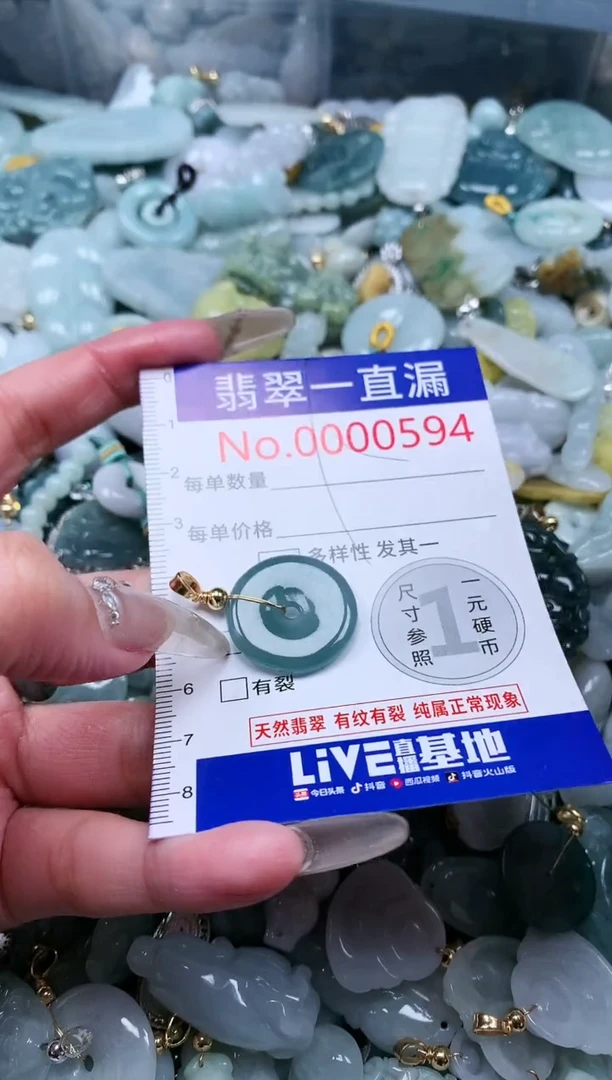 翡翠一直漏
No.0000594
每单数量
每单价格
多样性 发其一
尺寸参照
1
一元硬币
有裂
天然翡翠 有纹有裂 纯属正常现象
LiVE直播基地
今日头条 抖音 西瓜视频 抖音火山版
0
1
2
3
6
7
8